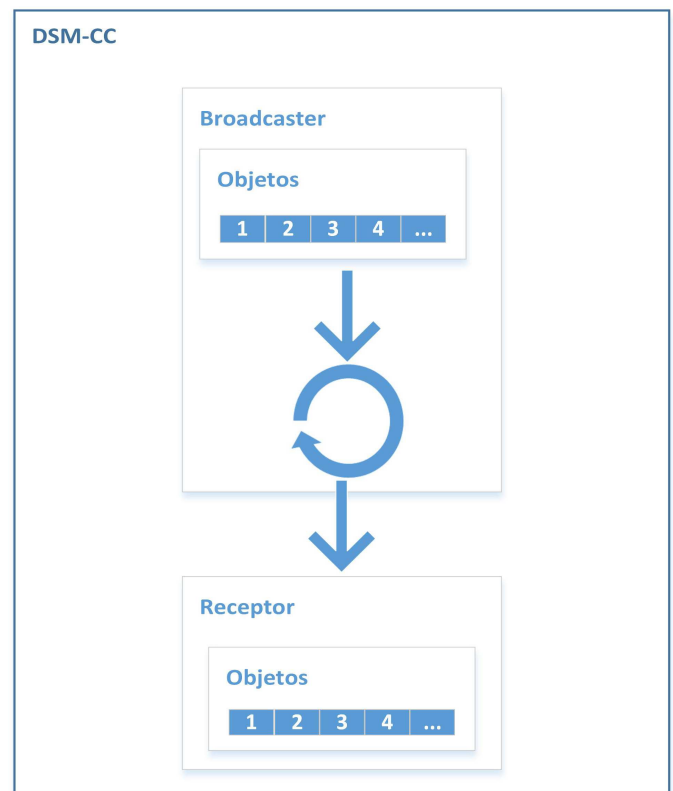 DSM-CC
Broadcaster
Objetos
1 2 3 4 ...
Receptor
Objetos
1 2 3 4 ...